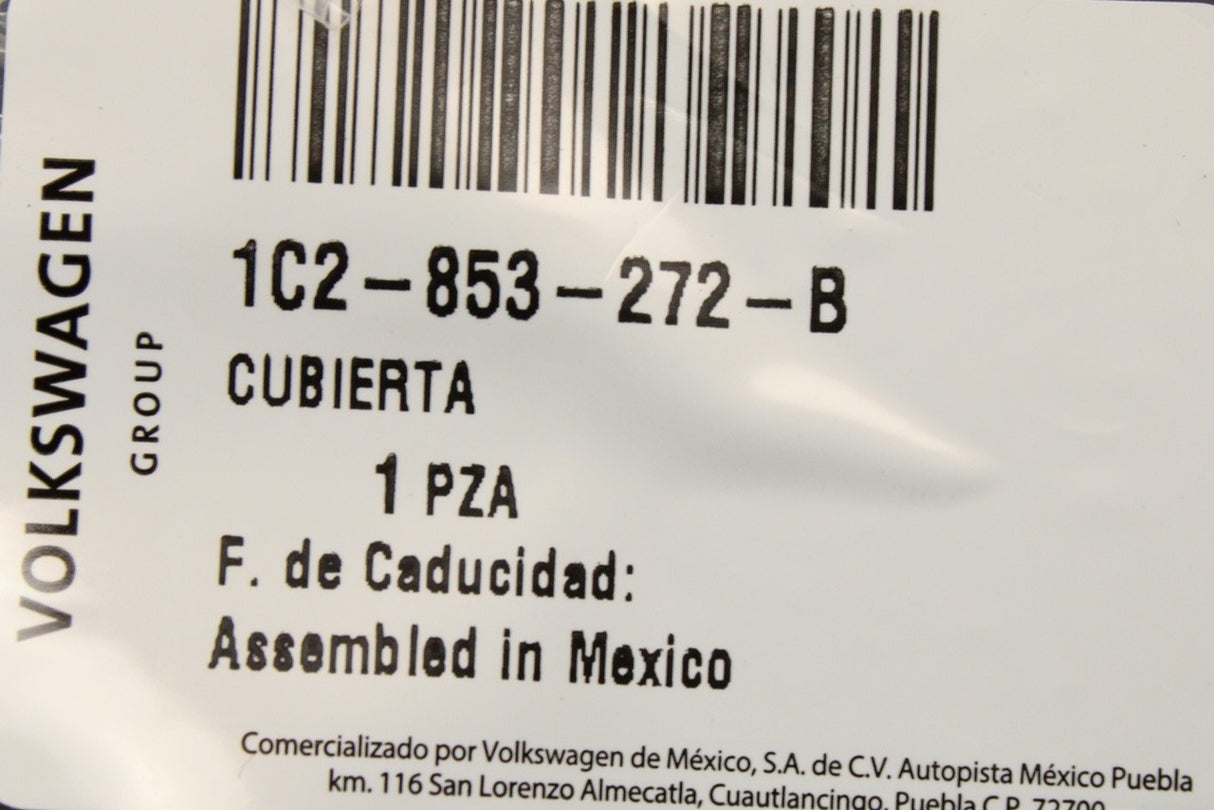 VOLKSWAGEN
GROUP
1C2-853-272-B
CUBIERTA
1 PZA
F. de Caducidad:
Assembled in Mexico
Comercializado por Volkswagen de México, S.A. de C.V. Autopista México Puebla
km. 116 San Lorenzo Almecatla, Cuautlancingo, Puebla C.P. 72700